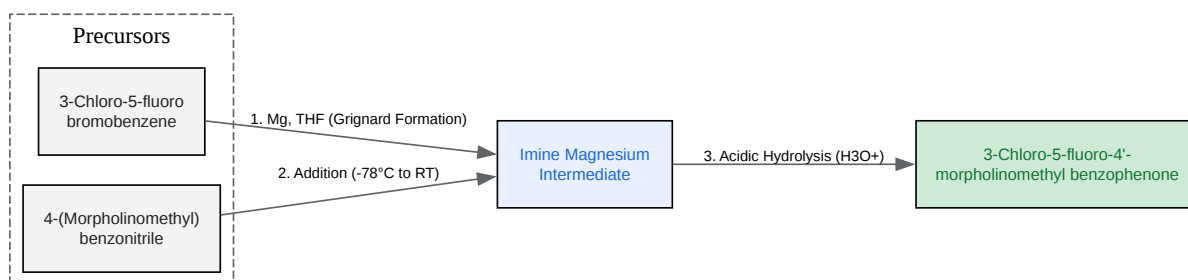 Precursors
3-Chloro-5-fluoro
bromobenzene
1. Mg, THF (Grignard Formation)
2. Addition (-78°C to RT)
4-(Morpholinomethyl)
benzonitrile
Imine Magnesium
Intermediate
3. Acidic Hydrolysis (H3O+)
3-Chloro-5-fluoro-4'-
morpholinomethyl benzophenone